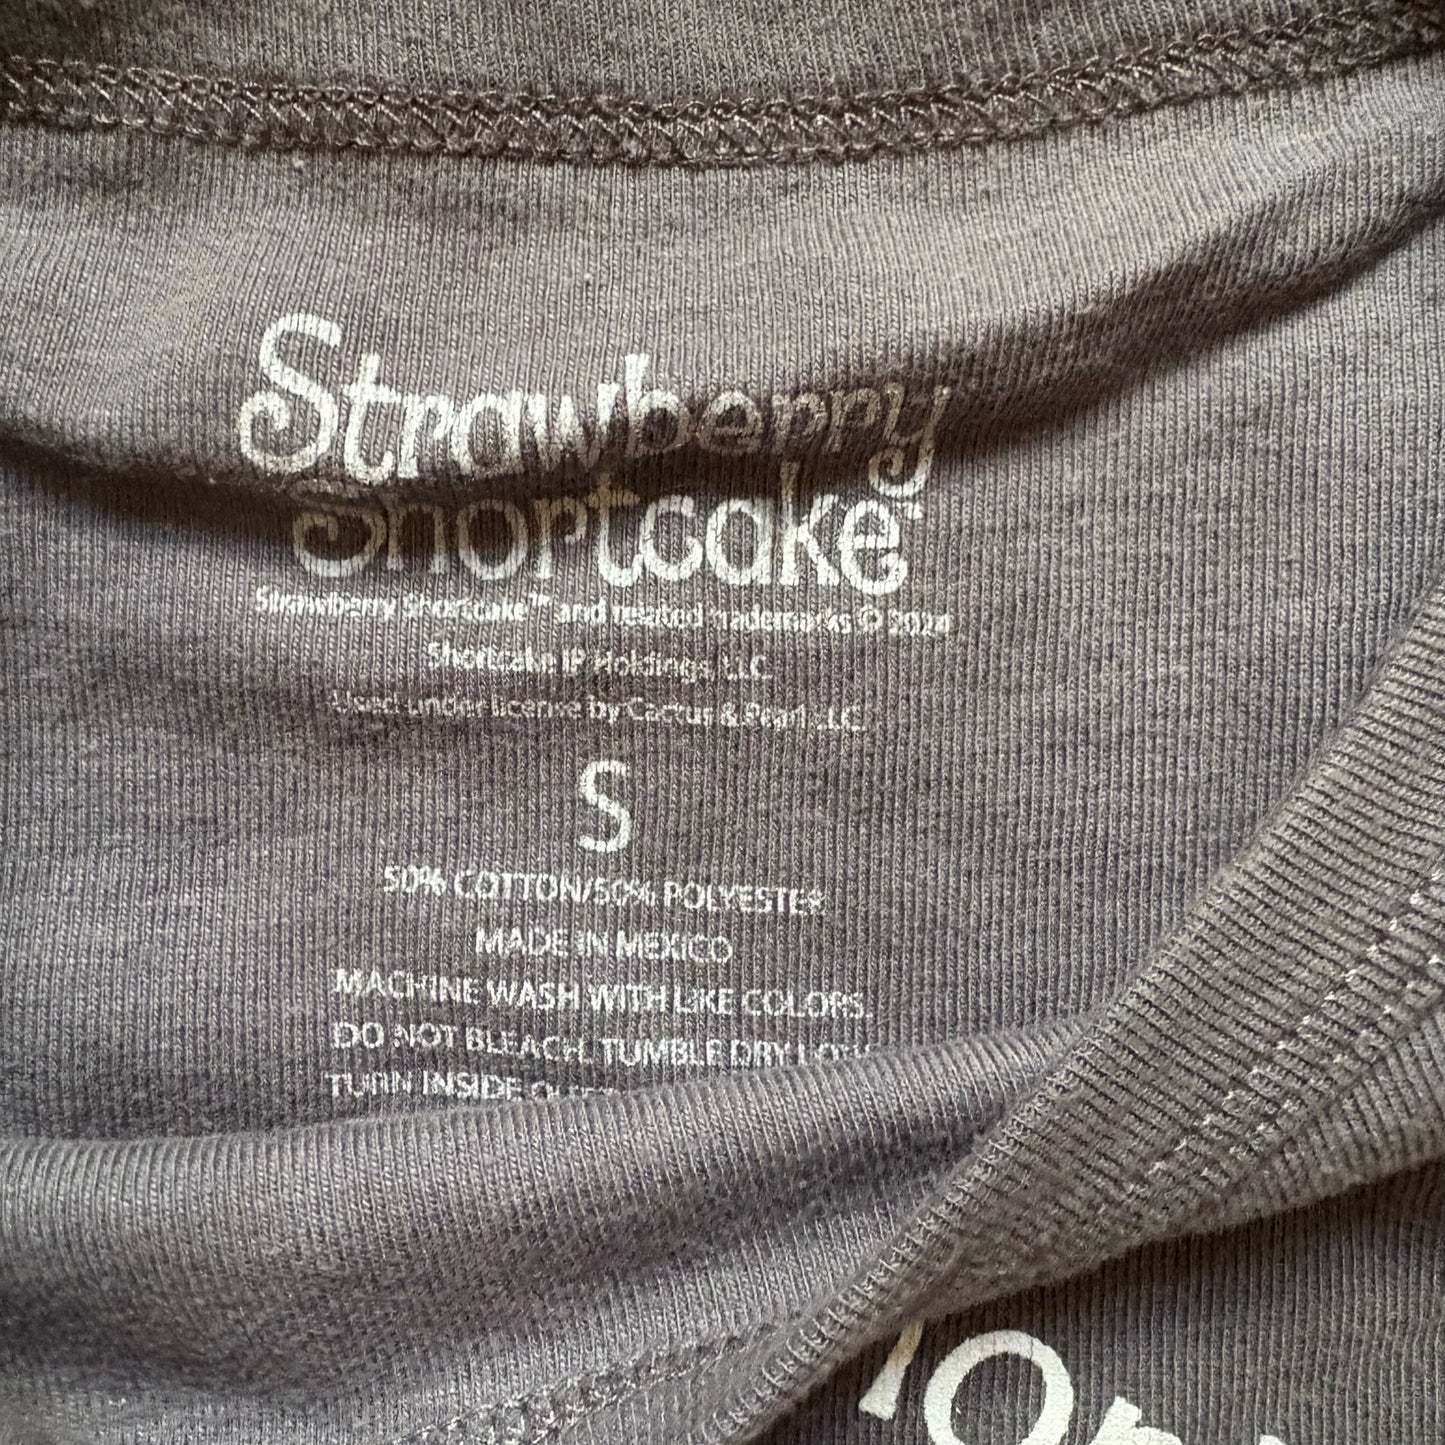 Strawberry
Shortcake™
Strawberry Shortcake™ and related trademarks © 2024
Shortcake IP Holdings, LLC
Used under license by Cactus & Pearl LLC.
S
50% COTTON/50% POLYESTER
MADE IN MEXICO
MACHINE WASH WITH LIKE COLORS.
DO NOT BLEACH. TUMBLE DRY LOW
TURN INSIDE